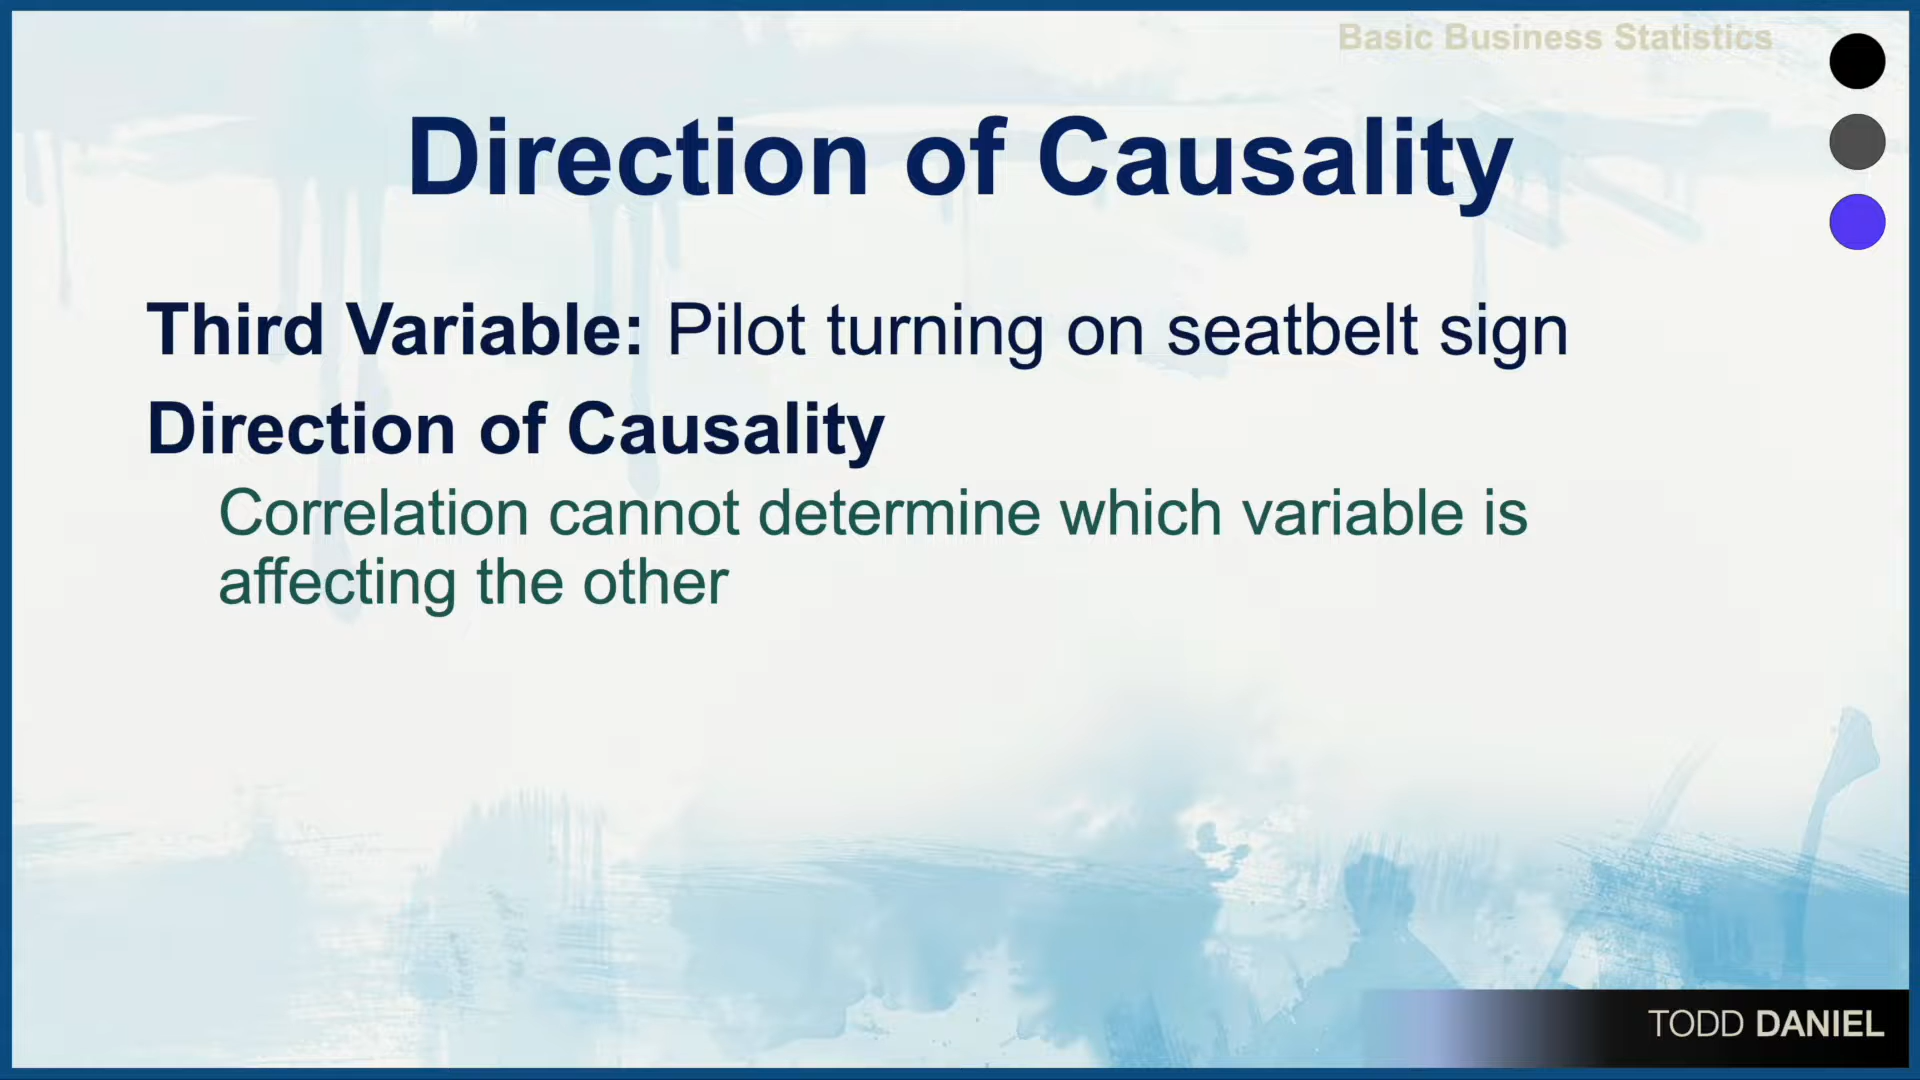 Basic Business Statistics
Direction of Causality
Third Variable: Pilot turning on seatbelt sign
Direction of Causality
Correlation cannot determine which variable is
affecting the other
TODD DANIEL